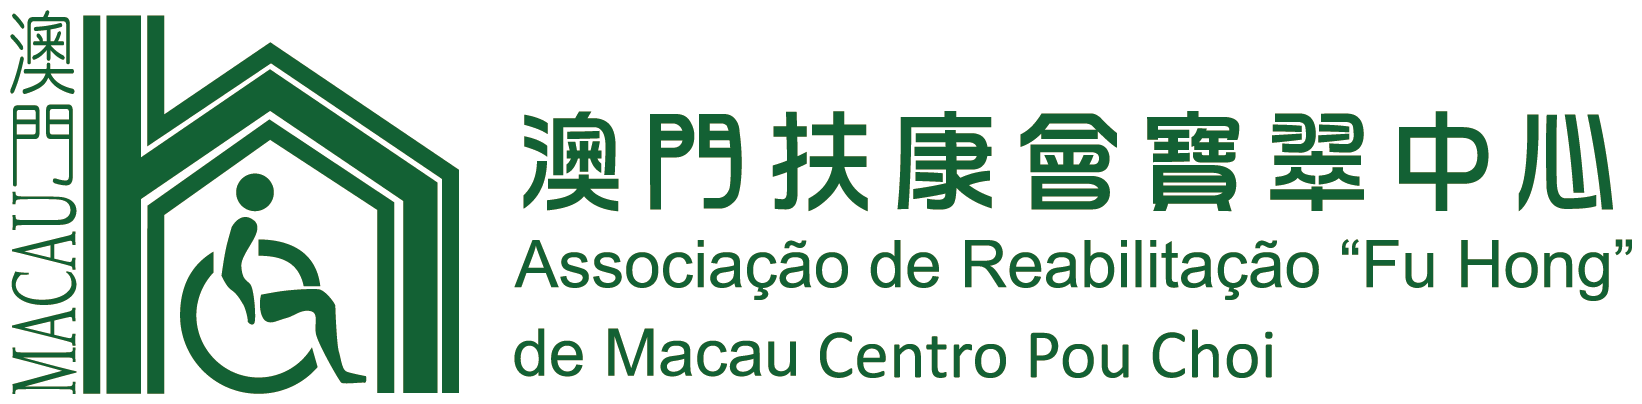 澳門
MACAU
澳門扶康會寶翠中心
Associação de Reabilitação “Fu Hong”
de Macau Centro Pou Choi